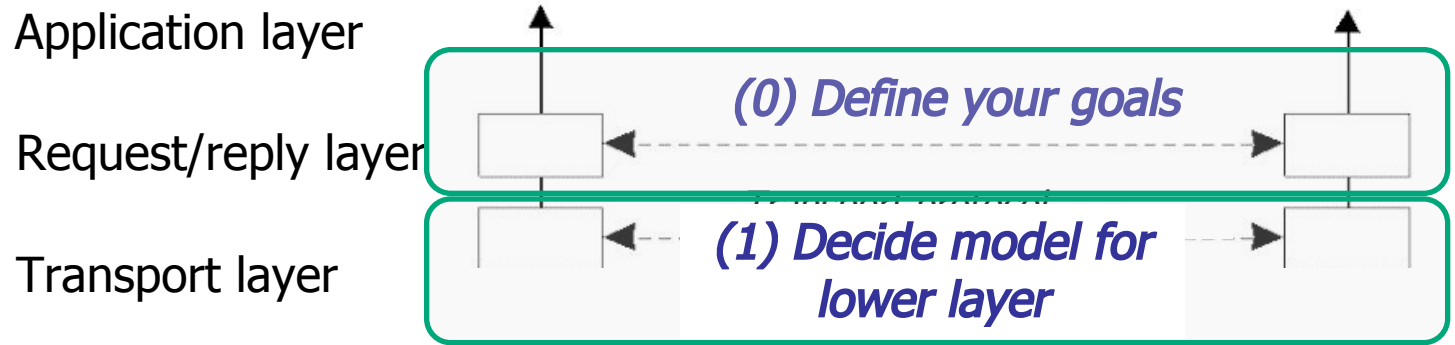 Application layer
(0) Define your goals
Request/reply layer
(1) Decide model for
lower layer
Transport layer